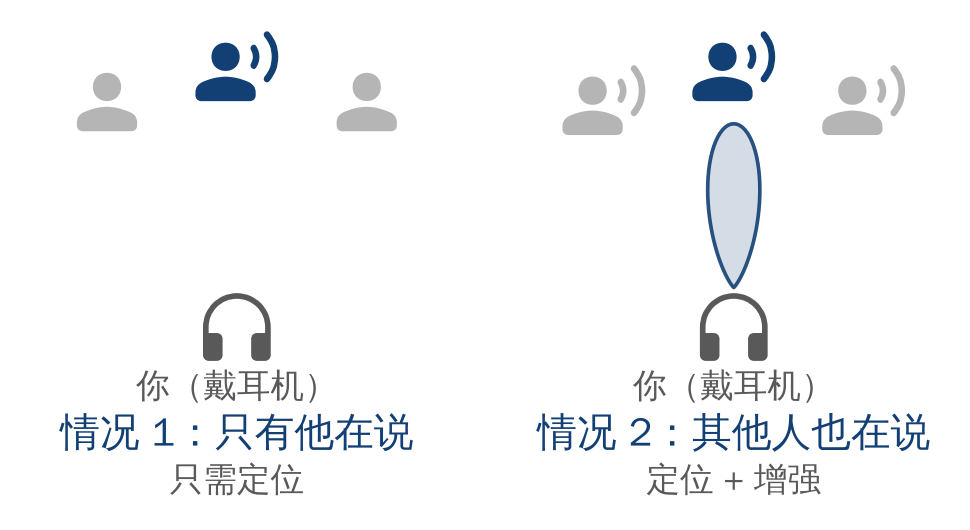 你（戴耳机）
情况 1：只有他在说
只需定位
你（戴耳机）
情况 2：其他人也在说
定位 + 增强